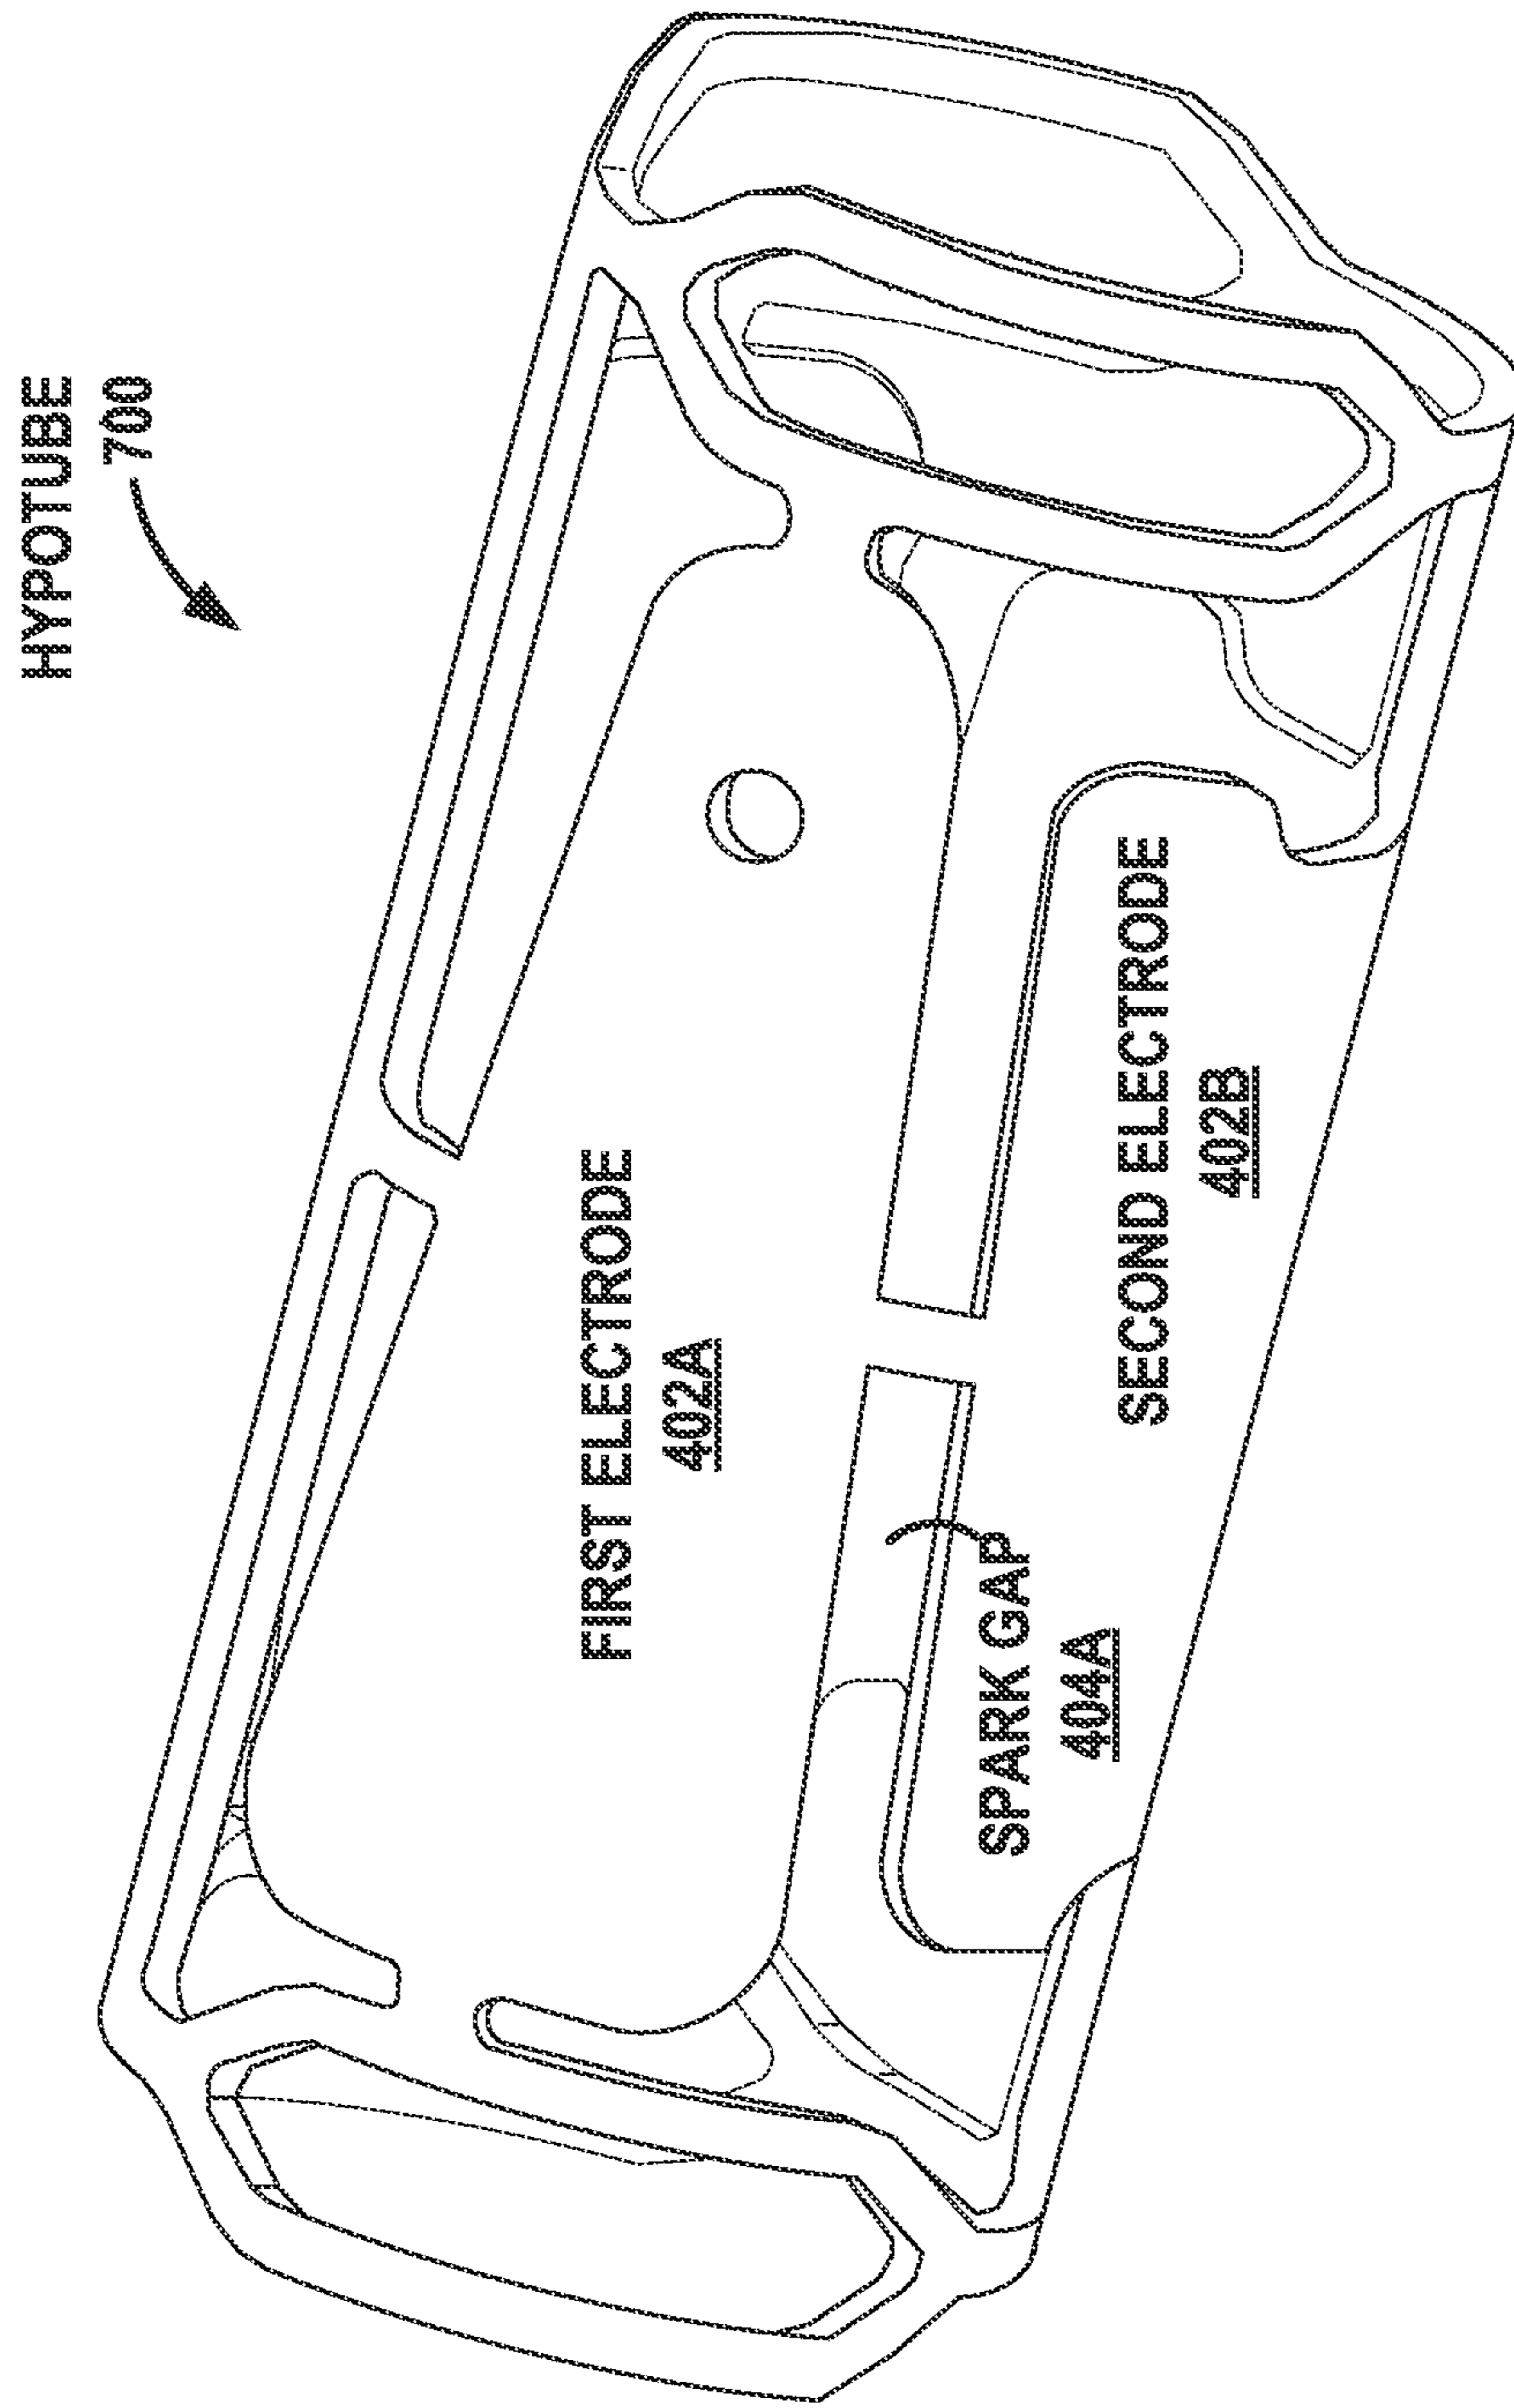 HYPOTUBE
700
FIRST ELECTRODE
402A
SPARK GAP
404A
SECOND ELECTRODE
402B